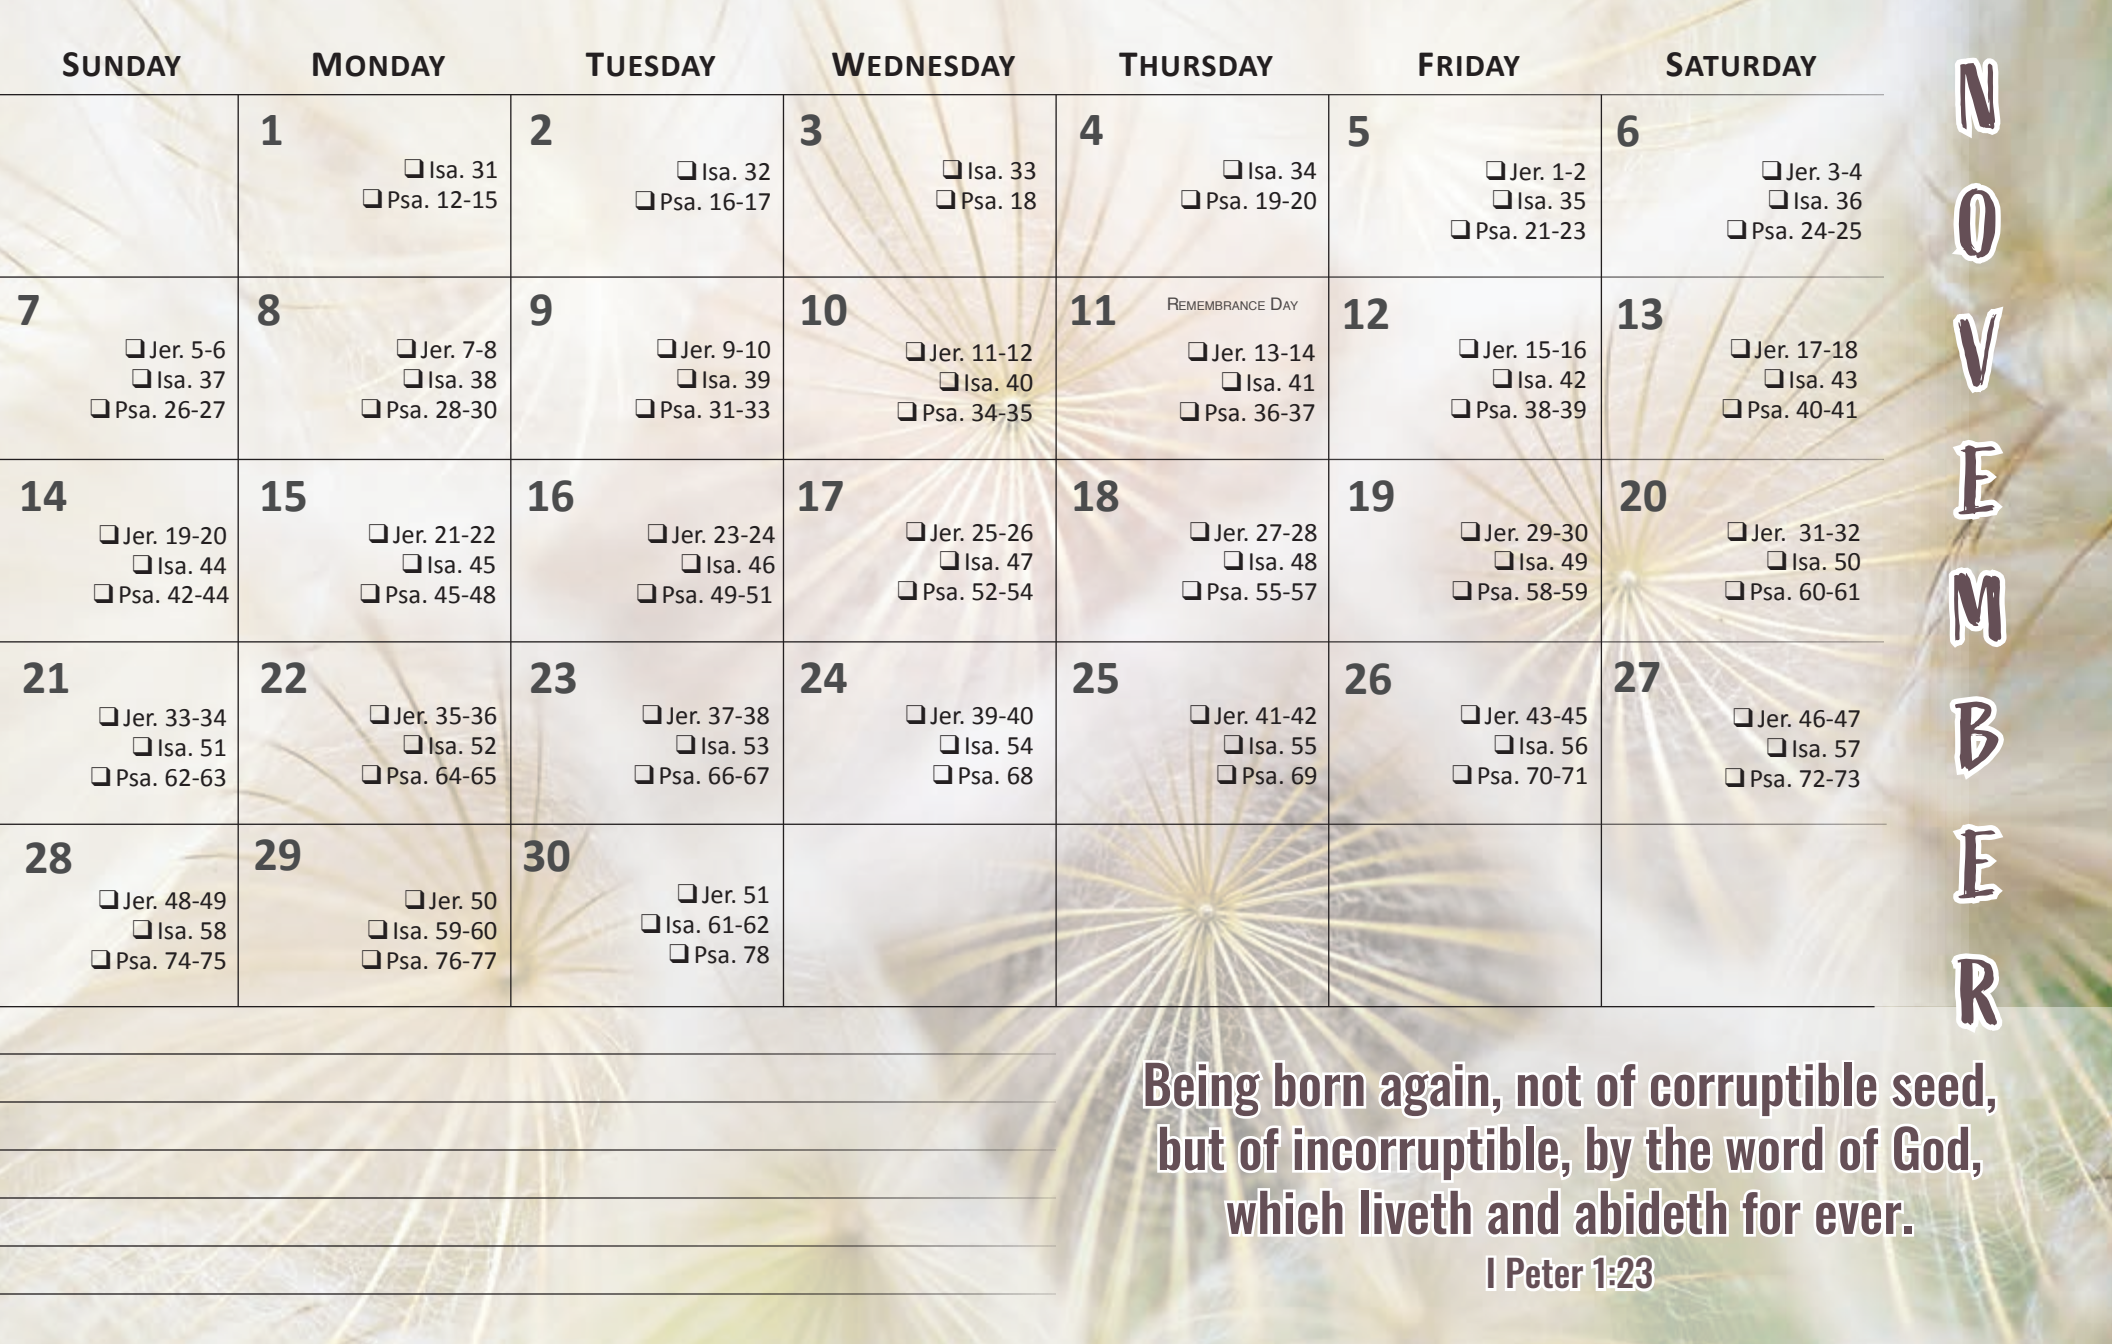 SUNDAY MONDAY TUESDAY WEDNESDAY THURSDAY FRIDAY SATURDAY
1
❑ Isa. 31
❑ Psa. 12-15
2
❑ Isa. 32
❑ Psa. 16-17
3
❑ Isa. 33
❑ Psa. 18
4
❑ Isa. 34
❑ Psa. 19-20
5
❑ Jer. 1-2
❑ Isa. 35
❑ Psa. 21-23
6
❑ Jer. 3-4
❑ Isa. 36
❑ Psa. 24-25
7
❑ Jer. 5-6
❑ Isa. 37
❑ Psa. 26-27
8
❑ Jer. 7-8
❑ Isa. 38
❑ Psa. 28-30
9
❑ Jer. 9-10
❑ Isa. 39
❑ Psa. 31-33
10
❑ Jer. 11-12
❑ Isa. 40
❑ Psa. 34-35
11 REMEMBRANCE DAY
❑ Jer. 13-14
❑ Isa. 41
❑ Psa. 36-37
12
❑ Jer. 15-16
❑ Isa. 42
❑ Psa. 38-39
13
❑ Jer. 17-18
❑ Isa. 43
❑ Psa. 40-41
14
❑ Jer. 19-20
❑ Isa. 44
❑ Psa. 42-44
15
❑ Jer. 21-22
❑ Isa. 45
❑ Psa. 45-48
16
❑ Jer. 23-24
❑ Isa. 46
❑ Psa. 49-51
17
❑ Jer. 25-26
❑ Isa. 47
❑ Psa. 52-54
18
❑ Jer. 27-28
❑ Isa. 48
❑ Psa. 55-57
19
❑ Jer. 29-30
❑ Isa. 49
❑ Psa. 58-59
20
❑ Jer. 31-32
❑ Isa. 50
❑ Psa. 60-61
21
❑ Jer. 33-34
❑ Isa. 51
❑ Psa. 62-63
22
❑ Jer. 35-36
❑ Isa. 52
❑ Psa. 64-65
23
❑ Jer. 37-38
❑ Isa. 53
❑ Psa. 66-67
24
❑ Jer. 39-40
❑ Isa. 54
❑ Psa. 68
25
❑ Jer. 41-42
❑ Isa. 55
❑ Psa. 69
26
❑ Jer. 43-45
❑ Isa. 56
❑ Psa. 70-71
27
❑ Jer. 46-47
❑ Isa. 57
❑ Psa. 72-73
28
❑ Jer. 48-49
❑ Isa. 58
❑ Psa. 74-75
29
❑ Jer. 50
❑ Isa. 59-60
❑ Psa. 76-77
30
❑ Jer. 51
❑ Isa. 61-62
❑ Psa. 78
NOVEMBER
Being born again, not of corruptible seed,
but of incorruptible, by the word of God,
which liveth and abideth for ever.
I Peter 1:23